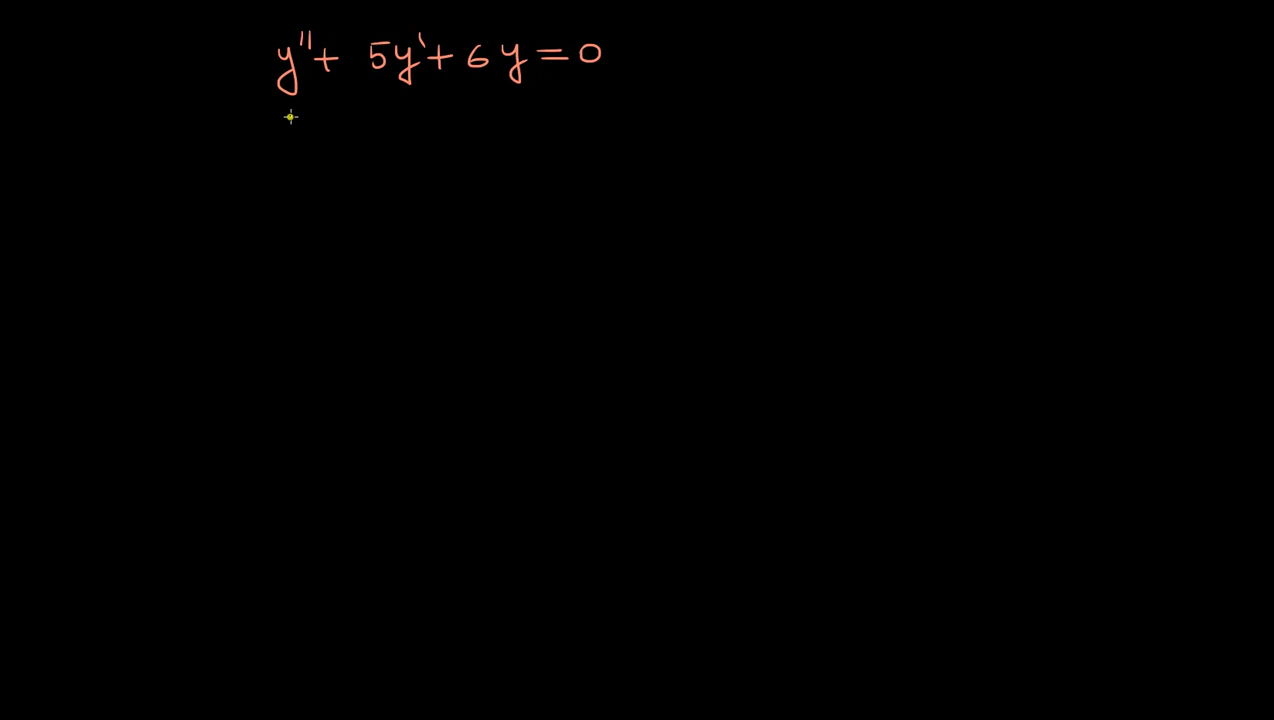 y'' + 5y' + 6y = 0